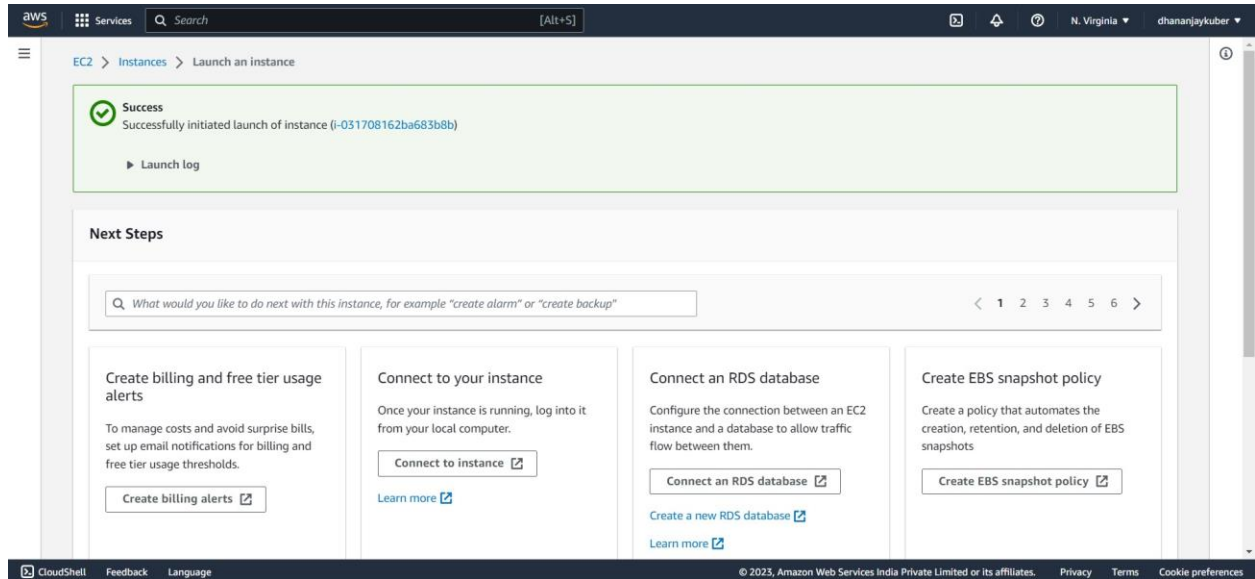 aws
Services
Search
[Alt+S]
N. Virginia
dhananjaykuber
EC2 > Instances > Launch an instance
Success
Successfully initiated launch of instance (i-031708162ba683b8b)
Launch log
Next Steps
What would you like to do next with this instance, for example "create alarm" or "create backup"
< 1 2 3 4 5 6 >
Create billing and free tier usage
alerts
To manage costs and avoid surprise bills,
set up email notifications for billing and
free tier usage thresholds.
Create billing alerts
Connect to your instance
Once your instance is running, log into it
from your local computer.
Connect to instance
Learn more
Connect an RDS database
Configure the connection between an EC2
instance and a database to allow traffic
flow between them.
Connect an RDS database
Create a new RDS database
Learn more
Create EBS snapshot policy
Create a policy that automates the
creation, retention, and deletion of EBS
snapshots
Create EBS snapshot policy
CloudShell
Feedback
Language
© 2023, Amazon Web Services India Private Limited or its affiliates.
Privacy
Terms
Cookie preferences